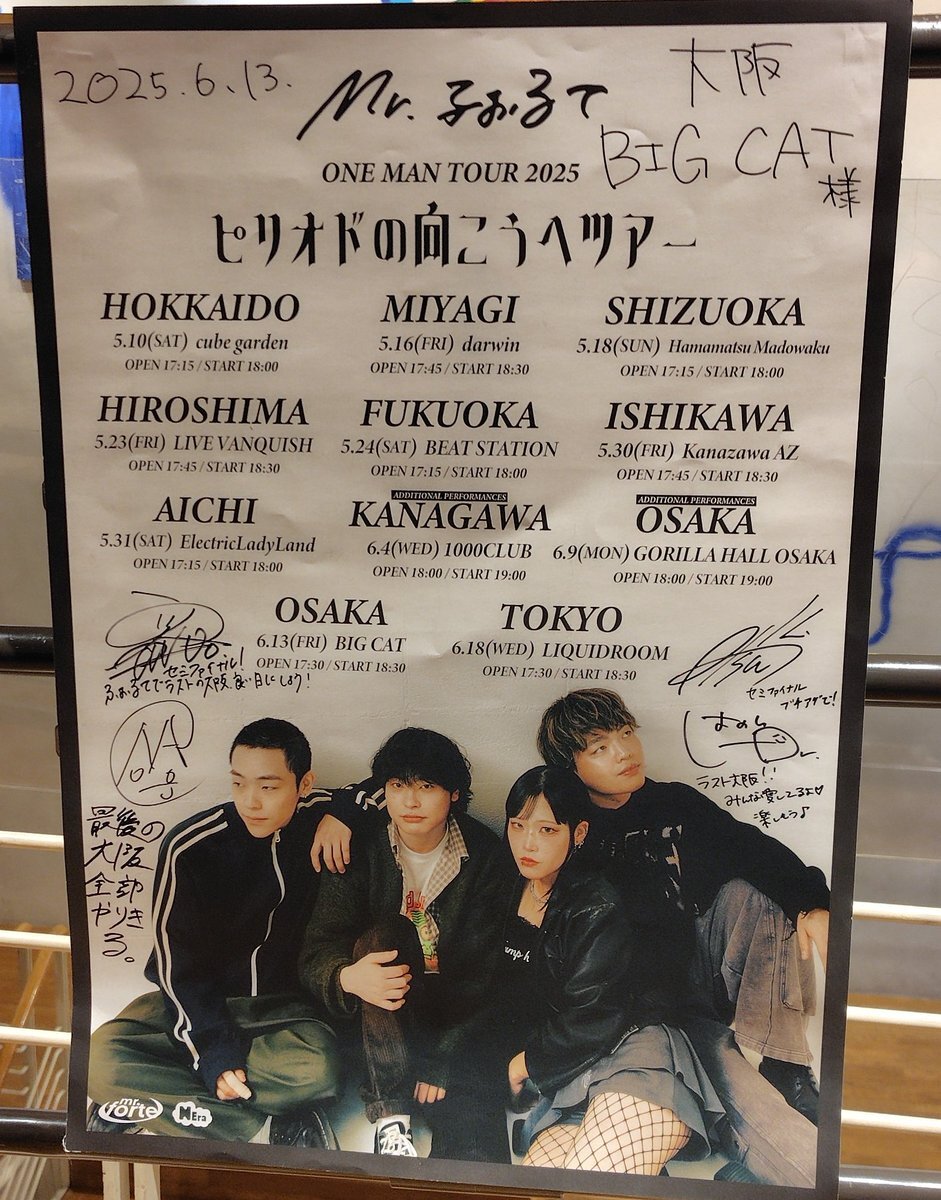 2025.6.13.
大阪
BIG CAT
様
Mr. ふぉるて
ONE MAN TOUR 2025
ピリオドの向こうへツアー
HOKKAIDO
5.10(SAT) cube garden
OPEN 17:15 / START 18:00
MIYAGI
5.16(FRI) darwin
OPEN 17:45 / START 18:30
SHIZUOKA
5.18(SUN) Hamamatsu Madowaku
OPEN 17:15 / START 18:00
HIROSHIMA
5.23(FRI) LIVE VANQUISH
OPEN 17:45 / START 18:30
FUKUOKA
5.24(SAT) BEAT STATION
OPEN 17:15 / START 18:00
ISHIKAWA
5.30(FRI) Kanazawa AZ
OPEN 17:45 / START 18:30
AICHI
5.31(SAT) ElectricLadyLand
OPEN 17:15 / START 18:00
ADDITIONAL PERFORMANCES
KANAGAWA
6.4(WED) 1000CLUB
OPEN 18:00 / START 19:00
ADDITIONAL PERFORMANCES
OSAKA
6.9(MON) GORILLA HALL OSAKA
OPEN 18:00 / START 19:00
OSAKA
6.13(FRI) BIG CAT
OPEN 17:30 / START 18:30
TOKYO
6.18(WED) LIQUIDROOM
OPEN 17:30 / START 18:30
セミファイナル!
ふぉるてでラストの大阪、良い日にしよう!
セミファイナル
ブチアゲで!
最後の
大阪
全部
やりき
る。
ラスト大阪!!
みんな愛してるよ♡
楽しもう♪
mr.
forte
NEra